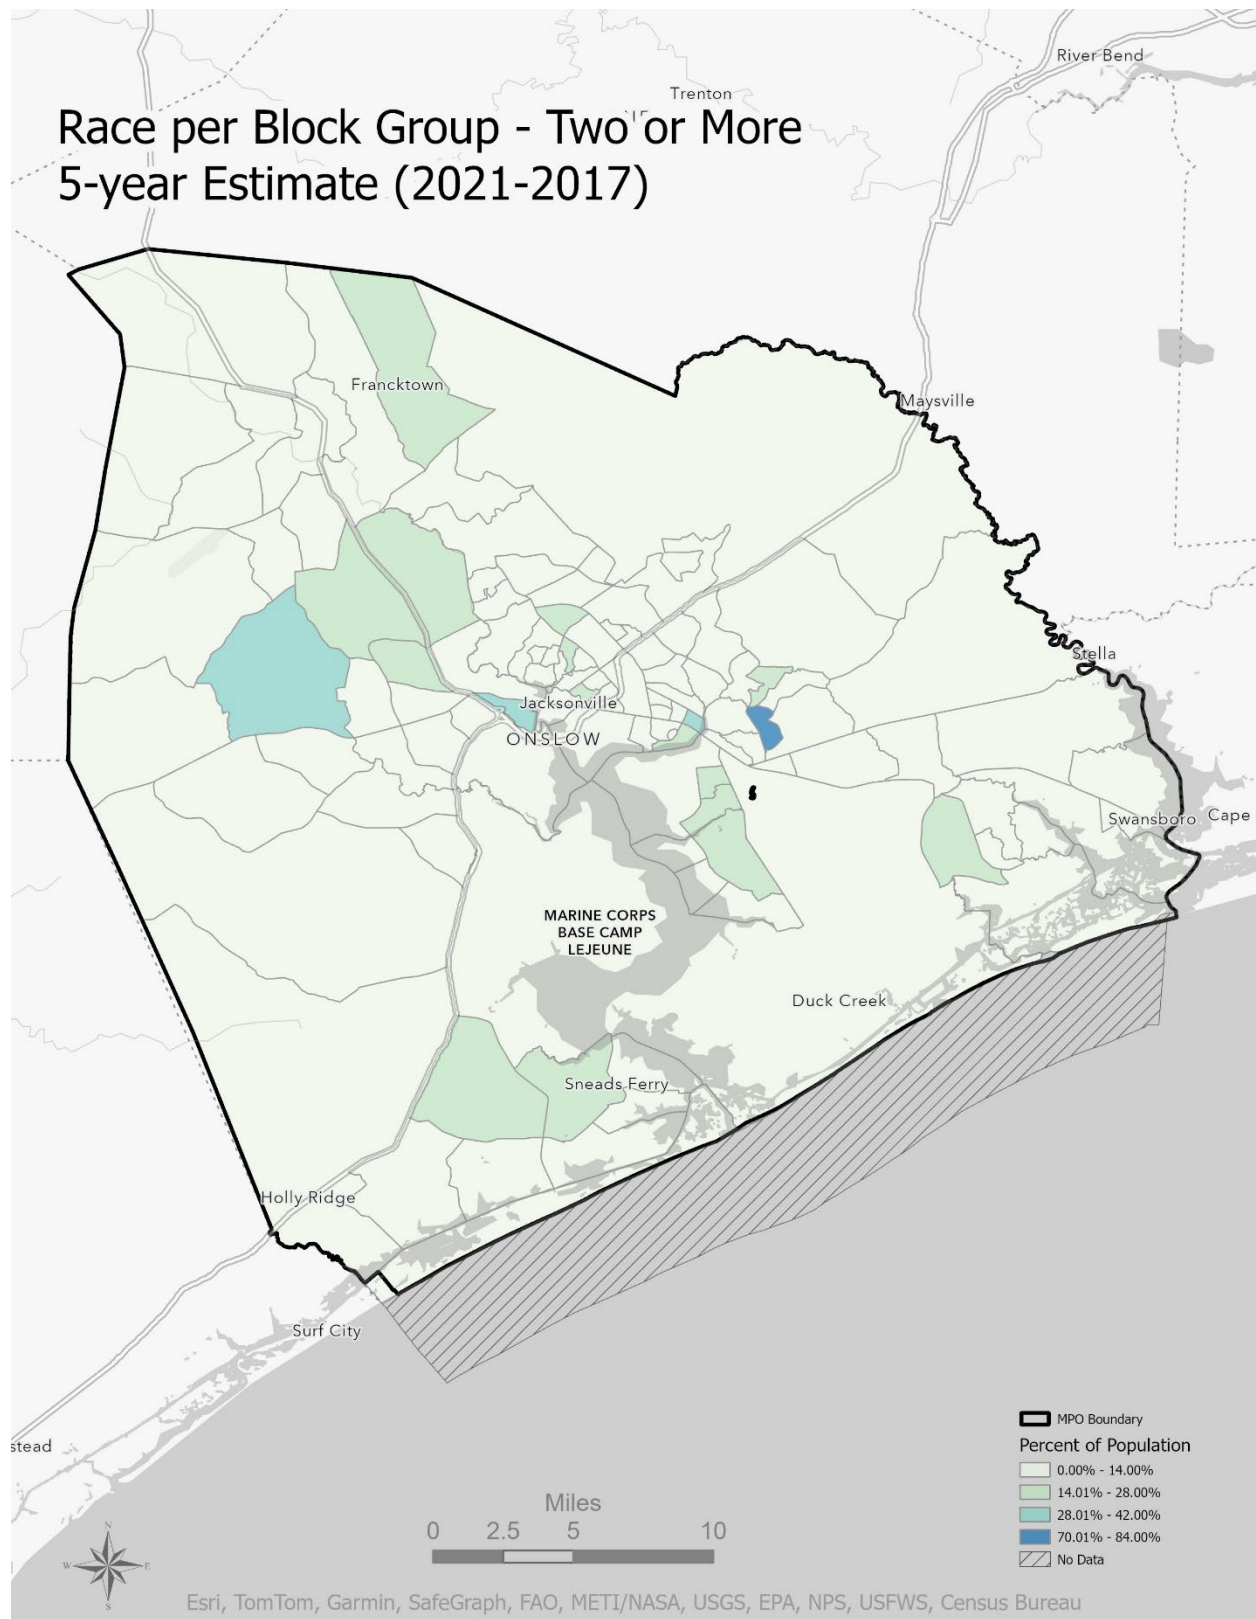 River Bend
Trenton
Race per Block Group - Two or More
5-year Estimate (2021-2017)
Francktown
Maysville
Stella
Jacksonville
ONSLOW
Swansboro
Cape
MARINE CORPS
BASE CAMP
LEJEUNE
Duck Creek
Sneads Ferry
Holly Ridge
Surf City
stead
MPO Boundary
Percent of Population
0.00% - 14.00%
14.01% - 28.00%
28.01% - 42.00%
70.01% - 84.00%
No Data
Miles
0 2.5 5 10
N
W E
S
Esri, TomTom, Garmin, SafeGraph, FAO, METI/NASA, USGS, EPA, NPS, USFWS, Census Bureau